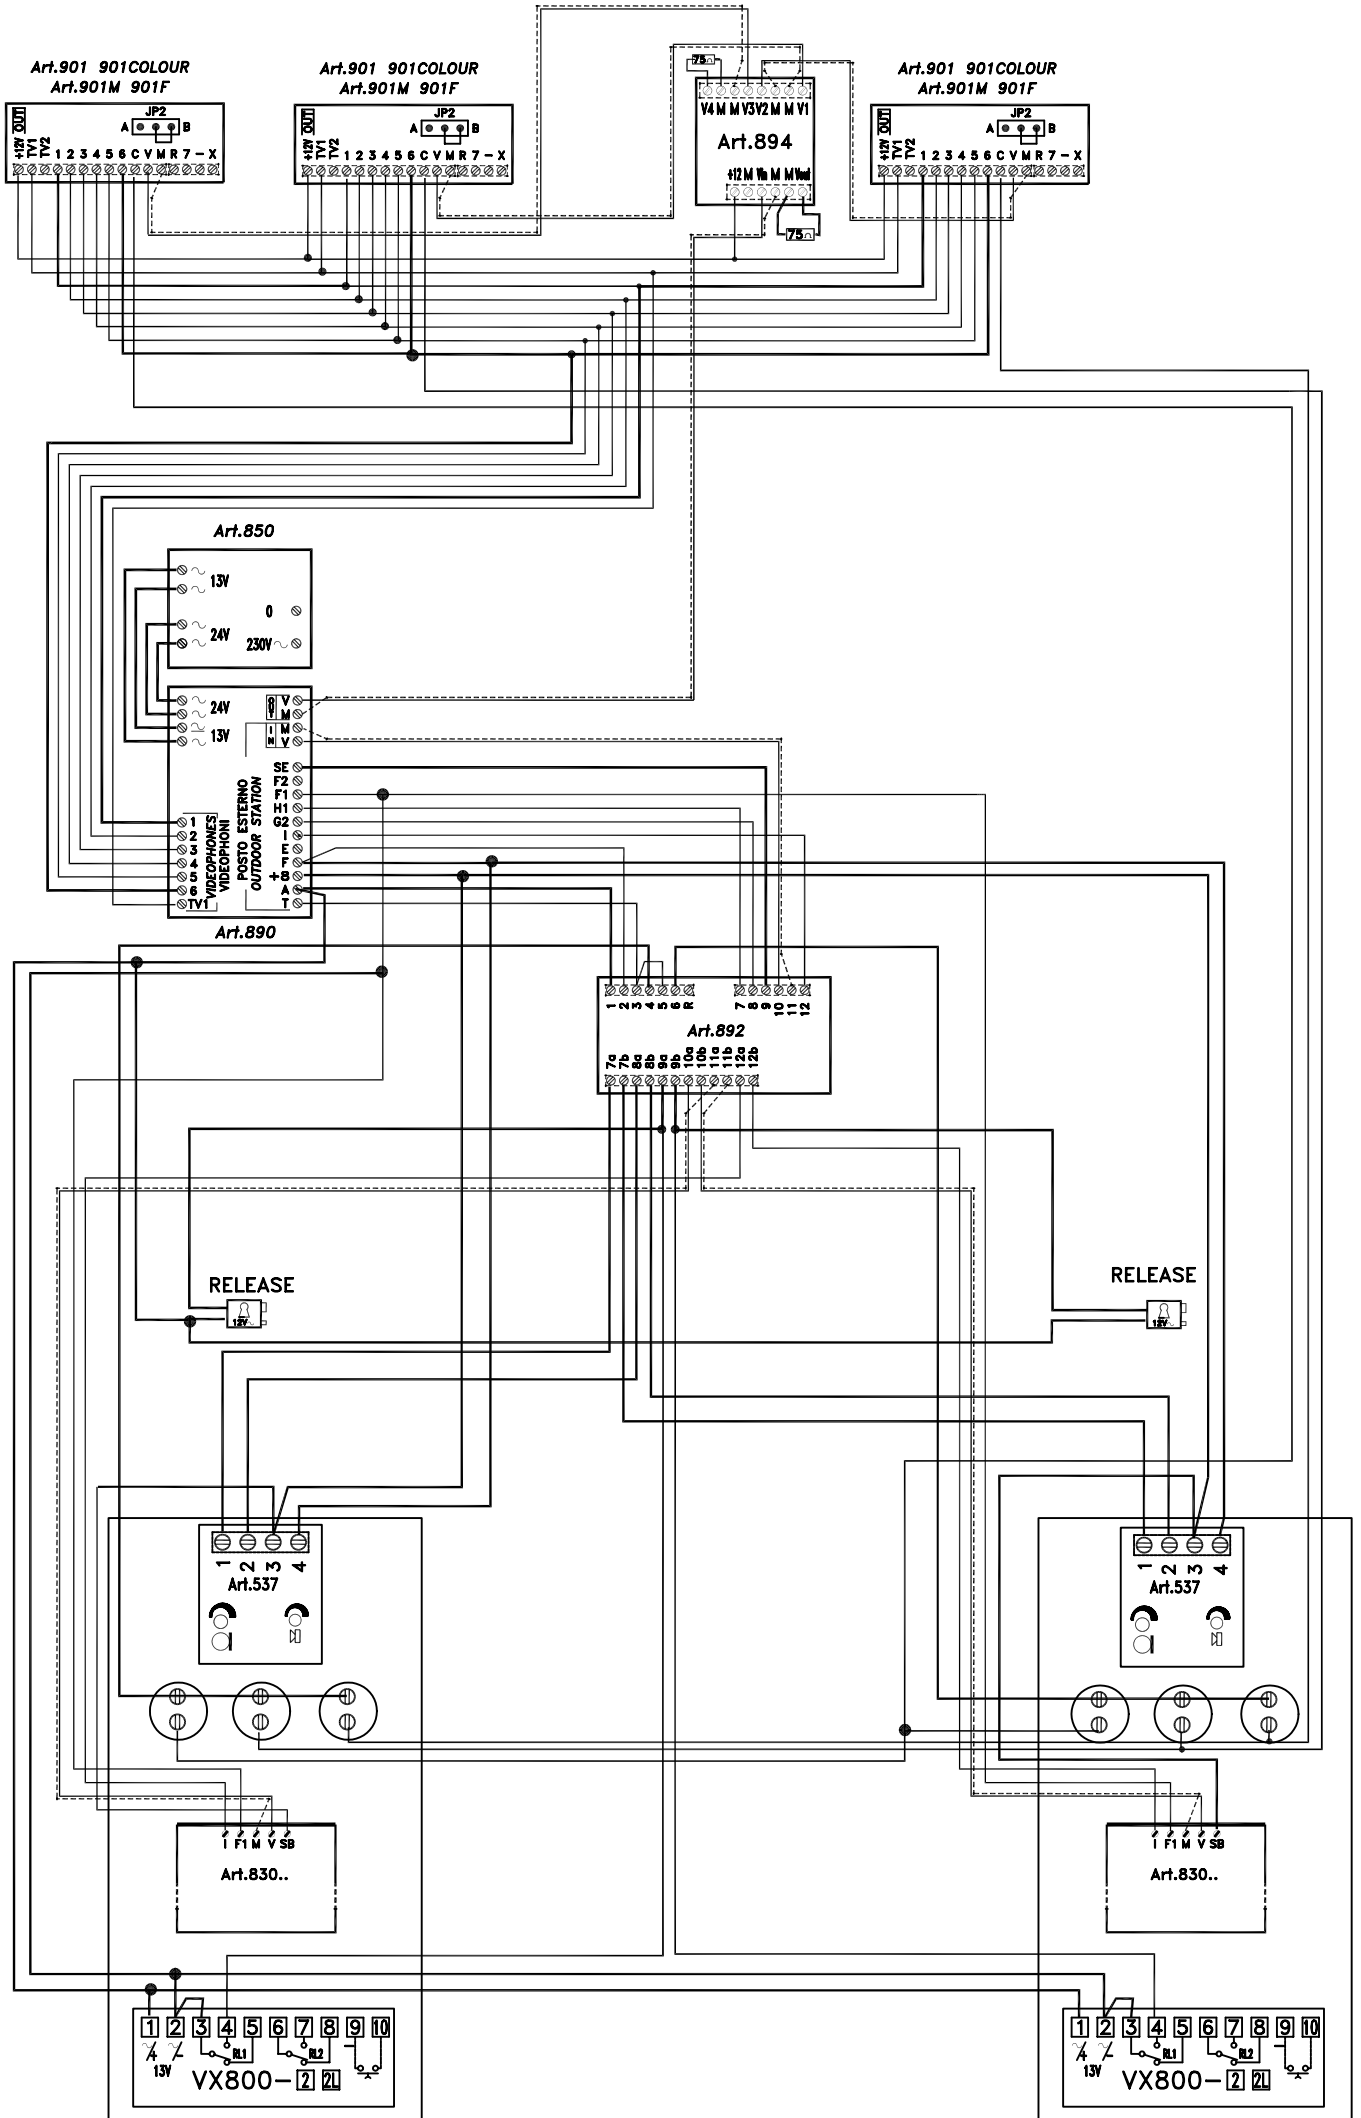 Art.901 901COLOUR
Art.901M 901F
OUT
JP2
A B
+12V TV1 TV2 1 2 3 4 5 6 C V M R 7 - X
Art.901 901COLOUR
Art.901M 901F
OUT
JP2
A B
+12V TV1 TV2 1 2 3 4 5 6 C V M R 7 - X
75Ω
V4 M M V3 V2 M M V1
Art.894
+12 M Vin M M Vout
75Ω
Art.901 901COLOUR
Art.901M 901F
OUT
JP2
A B
+12V TV1 TV2 1 2 3 4 5 6 C V M R 7 - X
Art.850
13V
0
24V
230V
24V
13V
OUT V
M
IN M
V
SE
F2
F1
H1
G2
I
E
F
+8
A
T
POSTO ESTERNO
OUTDOOR STATION
1
2
3
4
5
6
TV1
VIDEOPHONES
VIDEOPHONI
Art.890
1 2 3 4 5 6 R 7 8 9 10 11 12
Art.892
7a 7b 8a 8b 9a 9b 10a 10b 11a 11b 12a 12b
RELEASE
12V~
RELEASE
12V~
1 2 3 4
Art.537
1 2 3 4
Art.537
I F1 M V SB
Art.830..
I F1 M V SB
Art.830..
1 2 3 4 5 6 7 8 9 10
RL1 RL2
13V
VX800- 2 2L
1 2 3 4 5 6 7 8 9 10
RL1 RL2
13V
VX800- 2 2L